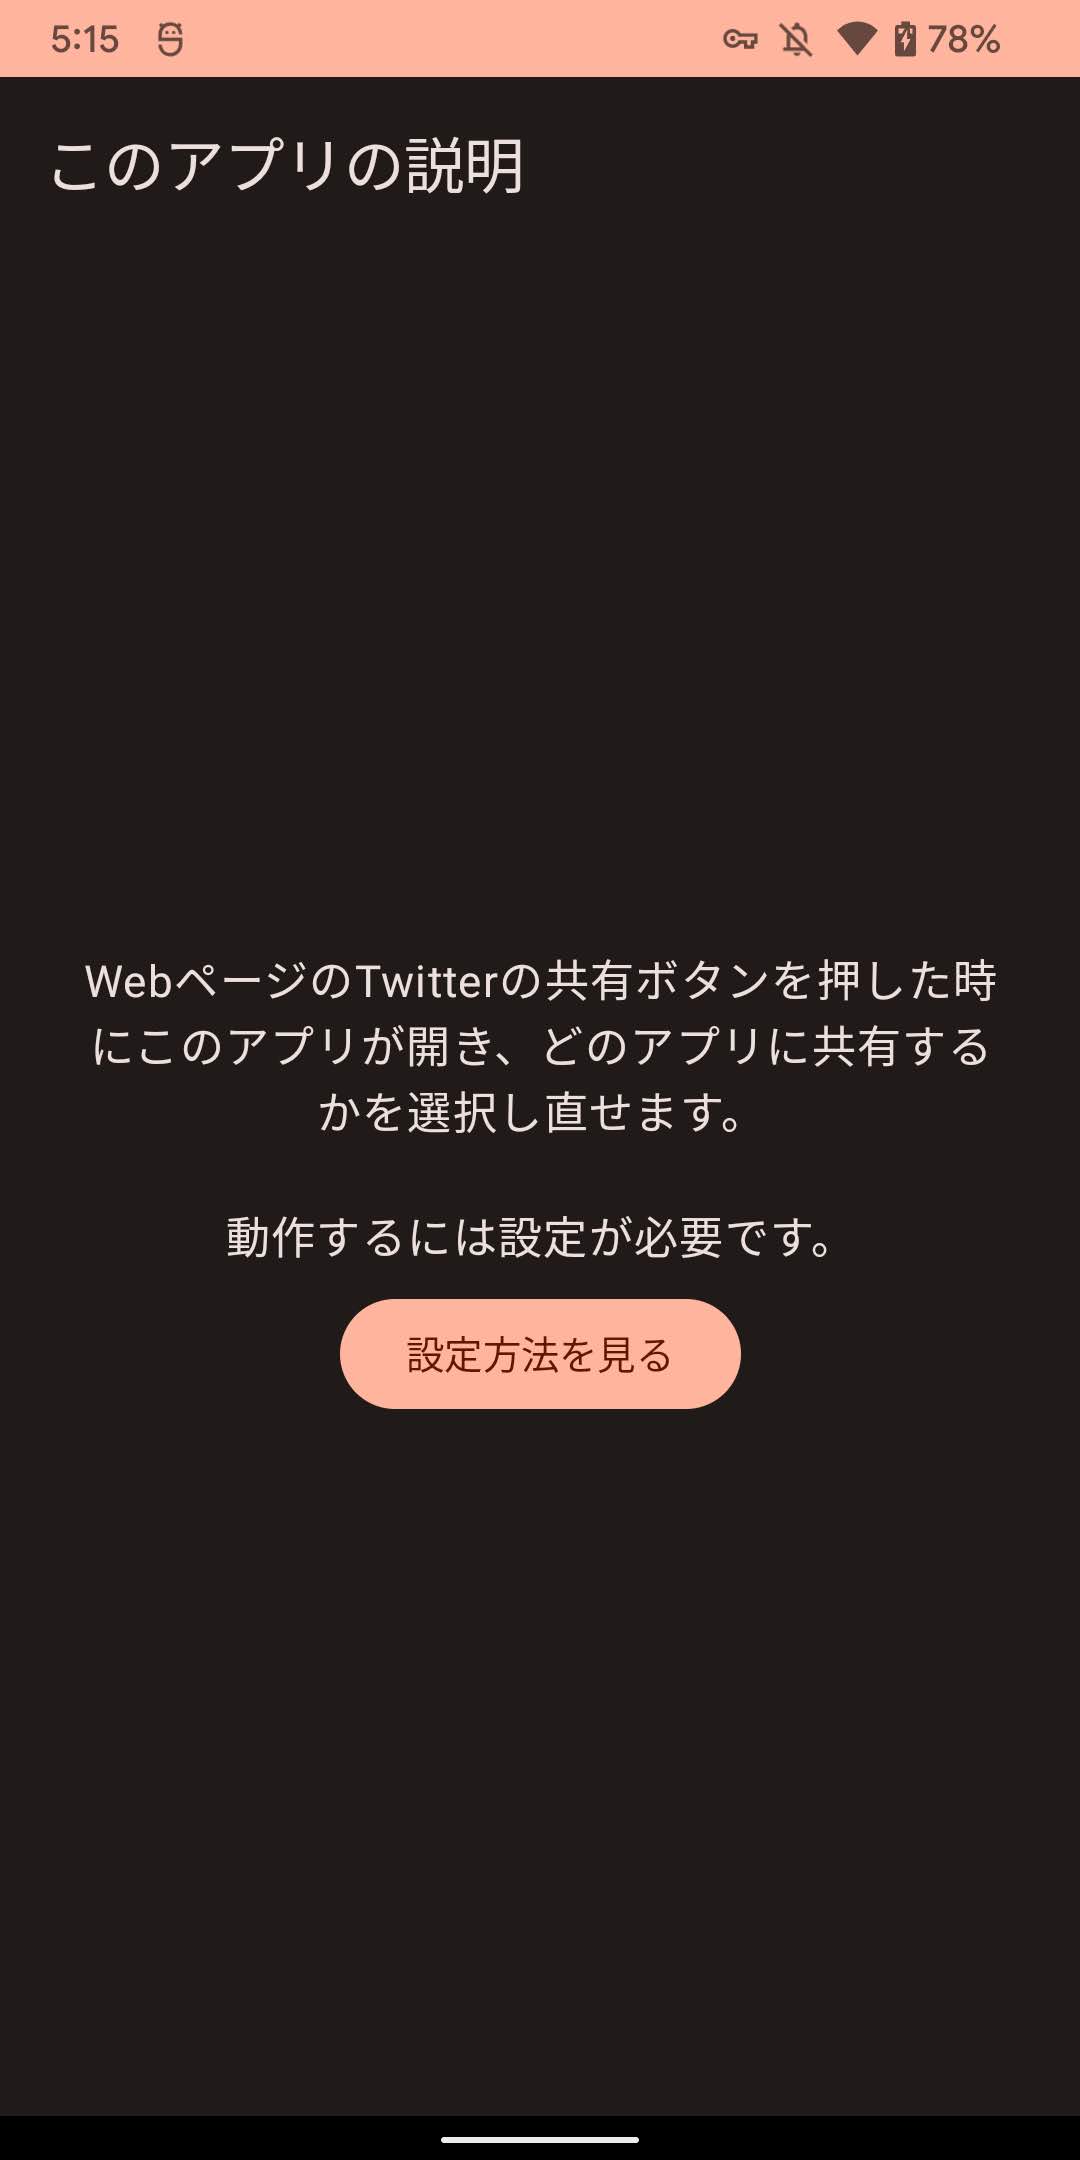 5:15
78%
このアプリの説明
WebページのTwitterの共有ボタンを押した時
にこのアプリが開き、どのアプリに共有する
かを選択し直せます。
動作するには設定が必要です。
設定方法を見る